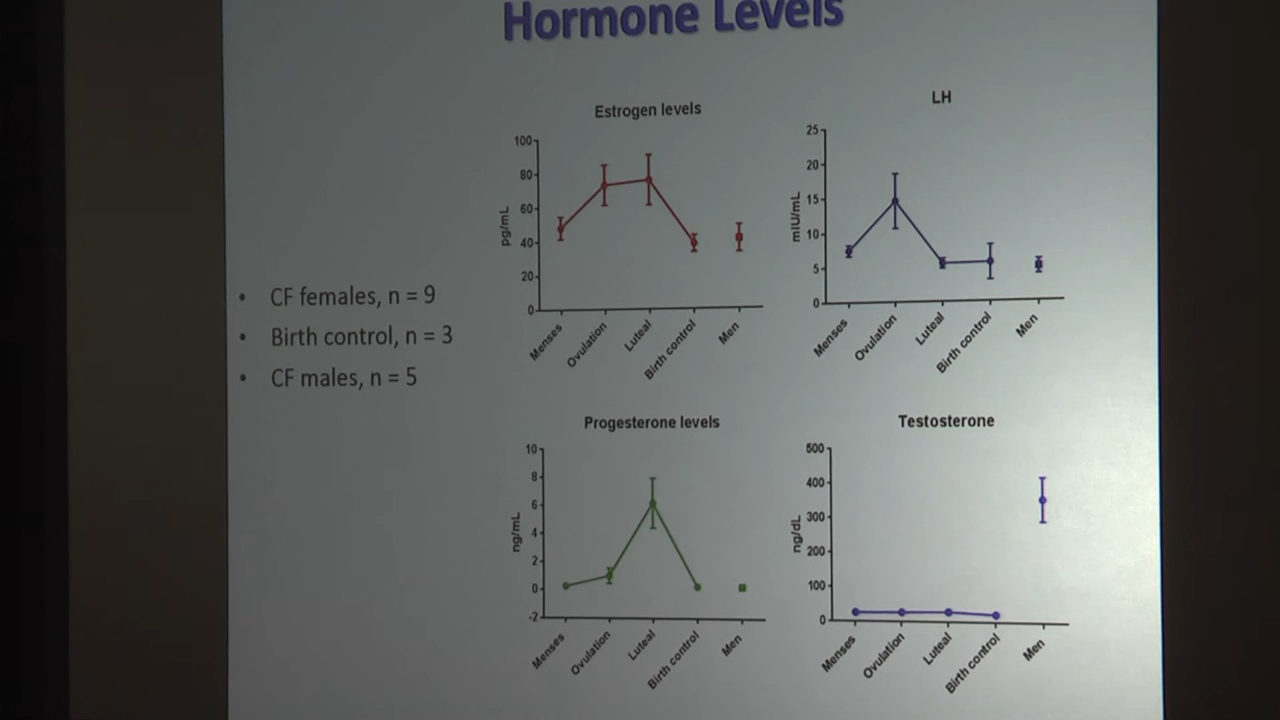 Hormone Levels
• CF females, n = 9
• Birth control, n = 3
• CF males, n = 5
Estrogen levels
pg/mL
100
80
60
40
20
0
Menses
Ovulation
Luteal
Birth control
Men
LH
mIU/mL
25
20
15
10
5
0
Menses
Ovulation
Luteal
Birth control
Men
Progesterone levels
ng/mL
10
8
6
4
2
0
-2
Menses
Ovulation
Luteal
Birth control
Men
Testosterone
ng/dL
500
400
300
200
100
0
Menses
Ovulation
Luteal
Birth control
Men